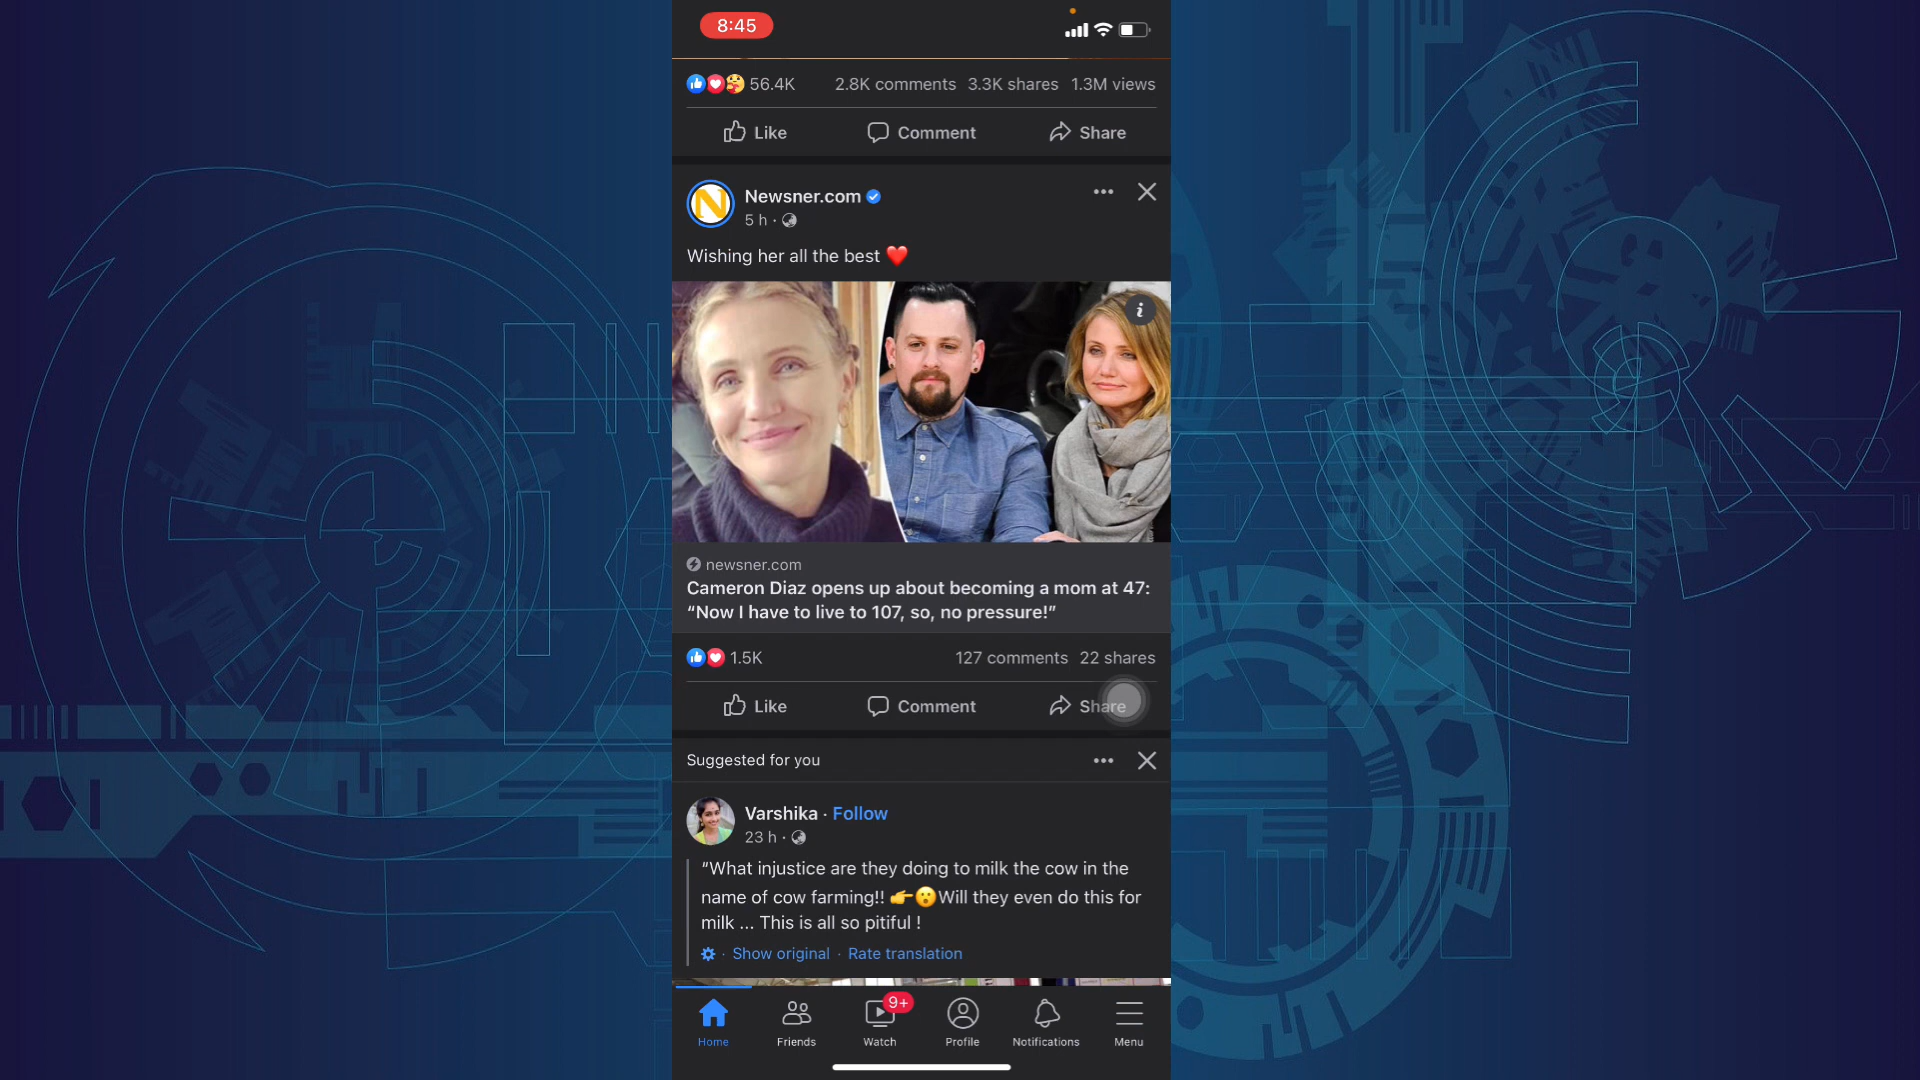 8:45
56.4K 2.8K comments 3.3K shares 1.3M views
Like Comment Share
Newsner.com
5 h ·
Wishing her all the best ❤️
newsner.com
Cameron Diaz opens up about becoming a mom at 47:
“Now I have to live to 107, so, no pressure!”
1.5K 127 comments 22 shares
Like Comment Share
Suggested for you
Varshika · Follow
23 h ·
“What injustice are they doing to milk the cow in the
name of cow farming!! 👉😮Will they even do this for
milk ... This is all so pitiful !
· Show original · Rate translation
9+
Home Friends Watch Profile Notifications Menu